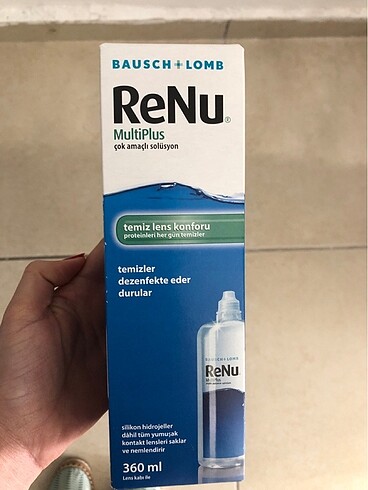 BAUSCH + LOMB
ReNu®
MultiPlus
çok amaçlı solüsyon
temiz lens konforu
proteinleri her gün temizler
temizler
dezenfekte eder
durular
BAUSCH + LOMB
ReNu
MultiPlus
silikon hidrojeller
dâhil tüm yumuşak
kontakt lensleri saklar
ve nemlendirir
360 ml
Lens kabı ile